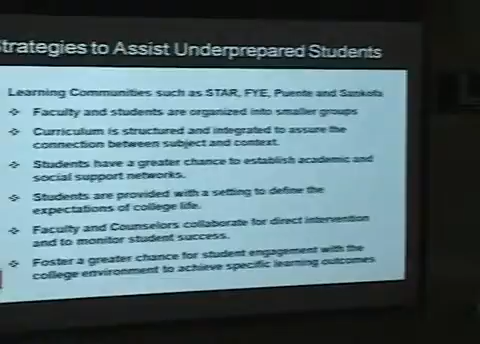 Strategies to Assist Underprepared Students
Learning Communities such as STAR, FYE, Puente and Sankofa
Faculty and students are organized into smaller groups
Curriculum is structured and integrated to assure the
connection between subject and context.
Students have a greater chance to establish academic and
social support networks.
Students are provided with a setting to define the
expectations of college life.
Faculty and Counselors collaborate for direct intervention
and to monitor student success.
Foster a greater chance for student engagement with the
college environment to achieve specific learning outcomes